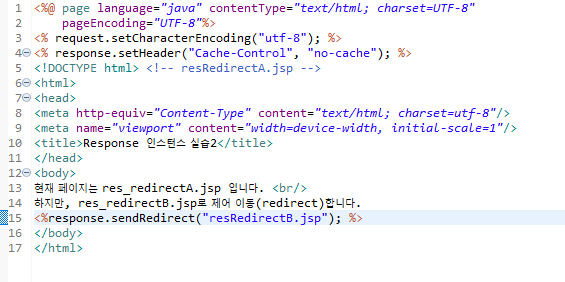 1 <%@ page language="java" contentType="text/html; charset=UTF-8"
2 pageEncoding="UTF-8"%>
3 <% request.setCharacterEncoding("utf-8"); %>
4 <% response.setHeader("Cache-Control", "no-cache"); %>
5 <!DOCTYPE html> <!-- resRedirectA.jsp -->
6 <html>
7 <head>
8 <meta http-equiv="Content-Type" content="text/html; charset=utf-8"/>
9 <meta name="viewport" content="width=device-width, initial-scale=1"/>
10 <title>Response 인스턴스 실습2</title>
11 </head>
12 <body>
13 현재 페이지는 res_redirectA.jsp 입니다. <br/>
14 하지만, res_redirectB.jsp로 제어 이동(redirect)합니다.
15 <%response.sendRedirect("resRedirectB.jsp"); %>
16 </body>
17 </html>